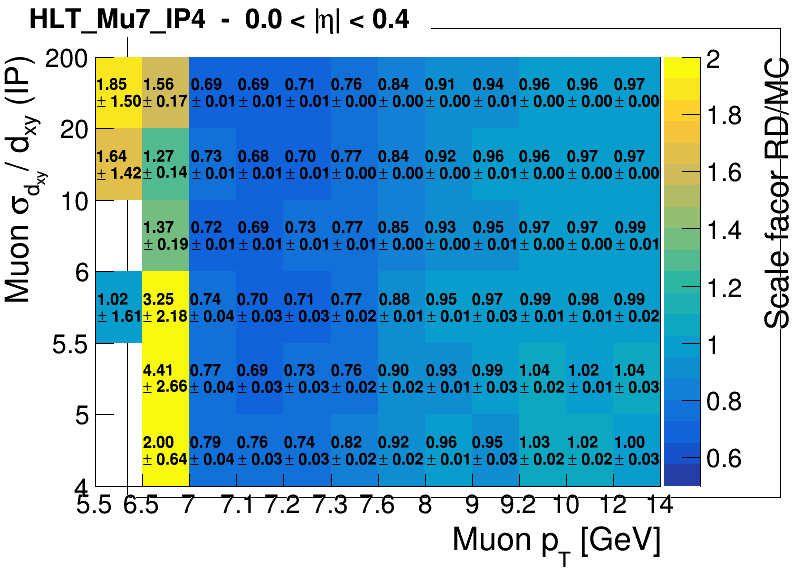 HLT_Mu7_IP4 - 0.0 < |η| < 0.4
Muon σ_dxy / d_xy (IP)
200
1.85 1.56 0.69 0.69 0.71 0.76 0.84 0.91 0.94 0.96 0.96 0.97
± 1.50 ± 0.17 ± 0.01 ± 0.01 ± 0.01 ± 0.00 ± 0.00 ± 0.00 ± 0.00 ± 0.00 ± 0.00 ± 0.00
20
1.64 1.27 0.73 0.68 0.70 0.77 0.84 0.92 0.96 0.96 0.97 0.97
± 1.42 ± 0.14 ± 0.01 ± 0.01 ± 0.01 ± 0.00 ± 0.00 ± 0.00 ± 0.00 ± 0.00 ± 0.00 ± 0.00
10
1.37 0.72 0.69 0.73 0.77 0.85 0.93 0.95 0.97 0.97 0.99
± 0.19 ± 0.01 ± 0.01 ± 0.01 ± 0.01 ± 0.00 ± 0.00 ± 0.01 ± 0.00 ± 0.00 ± 0.01
6
1.02 3.25 0.74 0.70 0.71 0.77 0.88 0.95 0.97 0.99 0.98 0.99
± 1.61 ± 2.18 ± 0.04 ± 0.03 ± 0.03 ± 0.02 ± 0.01 ± 0.01 ± 0.03 ± 0.01 ± 0.01 ± 0.02
5.5
4.41 0.77 0.69 0.73 0.76 0.90 0.93 0.99 1.04 1.02 1.04
± 2.66 ± 0.04 ± 0.03 ± 0.03 ± 0.02 ± 0.02 ± 0.01 ± 0.03 ± 0.02 ± 0.01 ± 0.03
5
2.00 0.79 0.76 0.74 0.82 0.92 0.96 0.95 1.03 1.02 1.00
± 0.64 ± 0.04 ± 0.03 ± 0.03 ± 0.02 ± 0.02 ± 0.01 ± 0.03 ± 0.02 ± 0.02 ± 0.03
4
5.5 6.5 7 7.1 7.2 7.3 7.6 8 9 9.2 10 12 14
Muon p_T [GeV]
2
1.8
1.6
1.4
1.2
1
0.8
0.6
Scale facor RD/MC